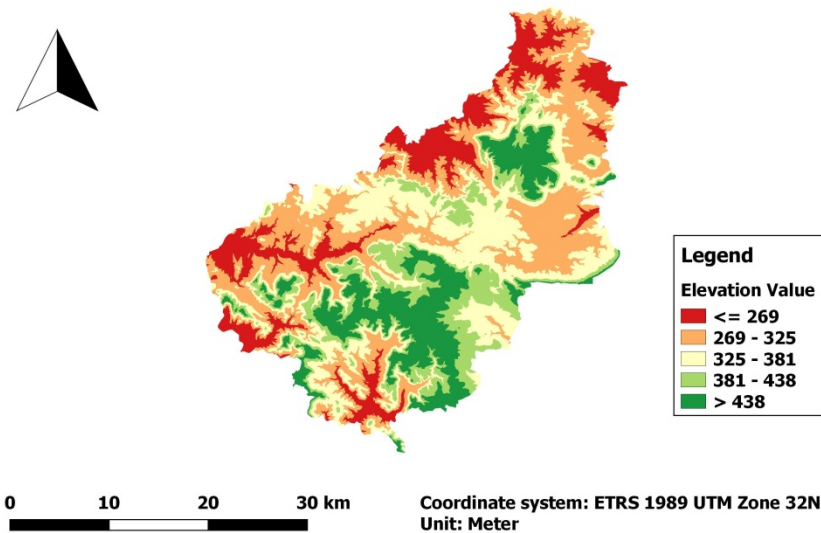 Legend
Elevation Value
<= 269
269 - 325
325 - 381
381 - 438
> 438
0 10 20 30 km
Coordinate system: ETRS 1989 UTM Zone 32N
Unit: Meter